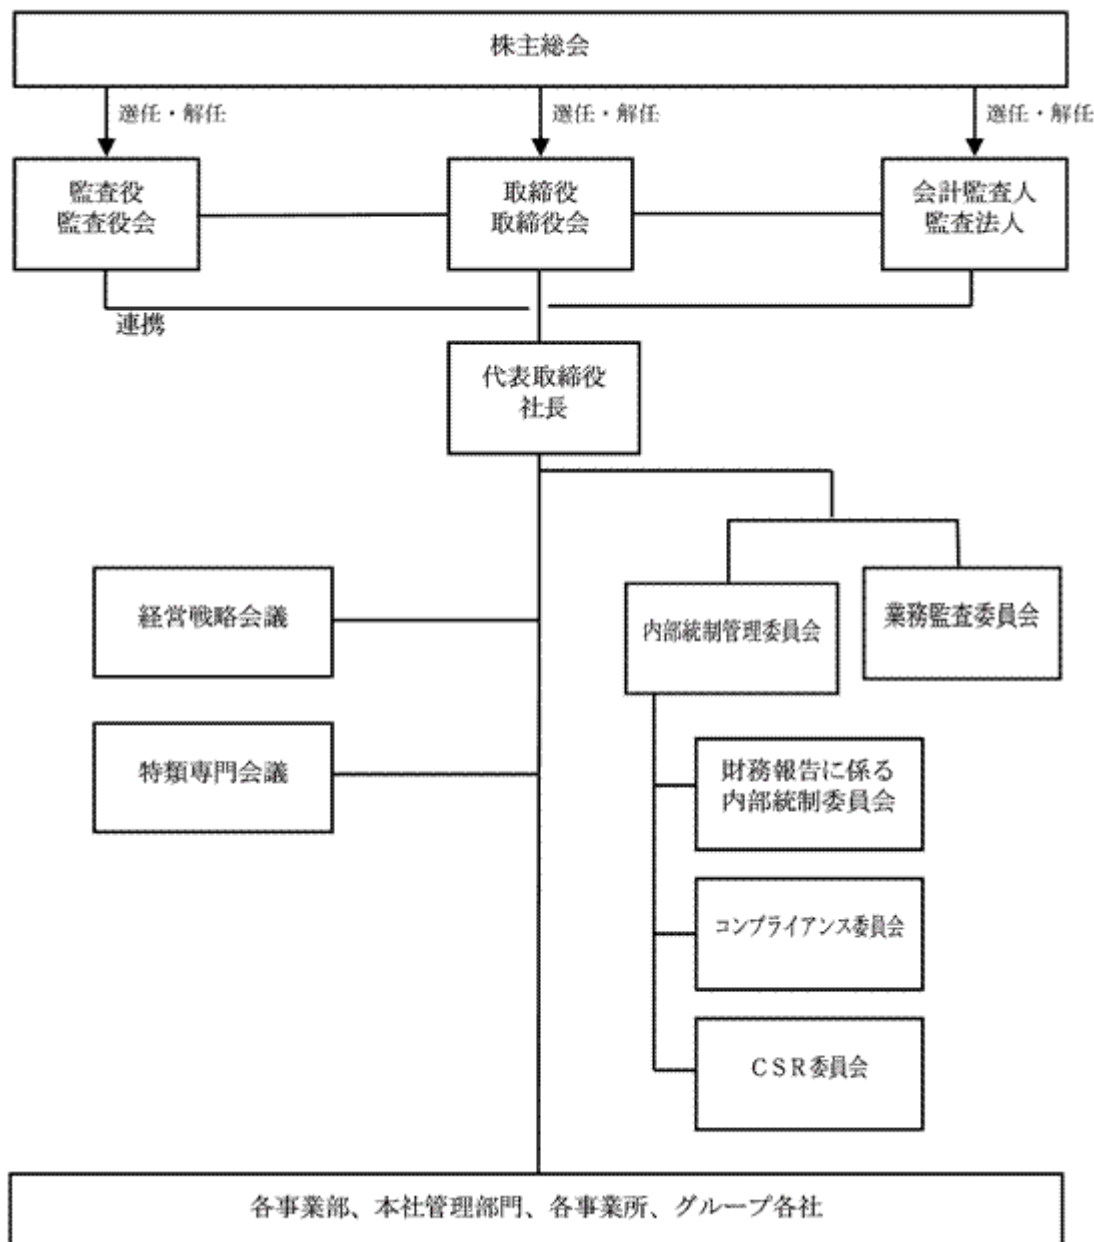 株主総会
選任・解任
選任・解任
選任・解任
監査役
監査役会
取締役
取締役会
会計監査人
監査法人
連携
代表取締役
社長
経営戦略会議
内部統制管理委員会
業務監査委員会
特類専門会議
財務報告に係る
内部統制委員会
コンプライアンス委員会
ＣＳＲ委員会
各事業部、本社管理部門、各事業所、グループ各社